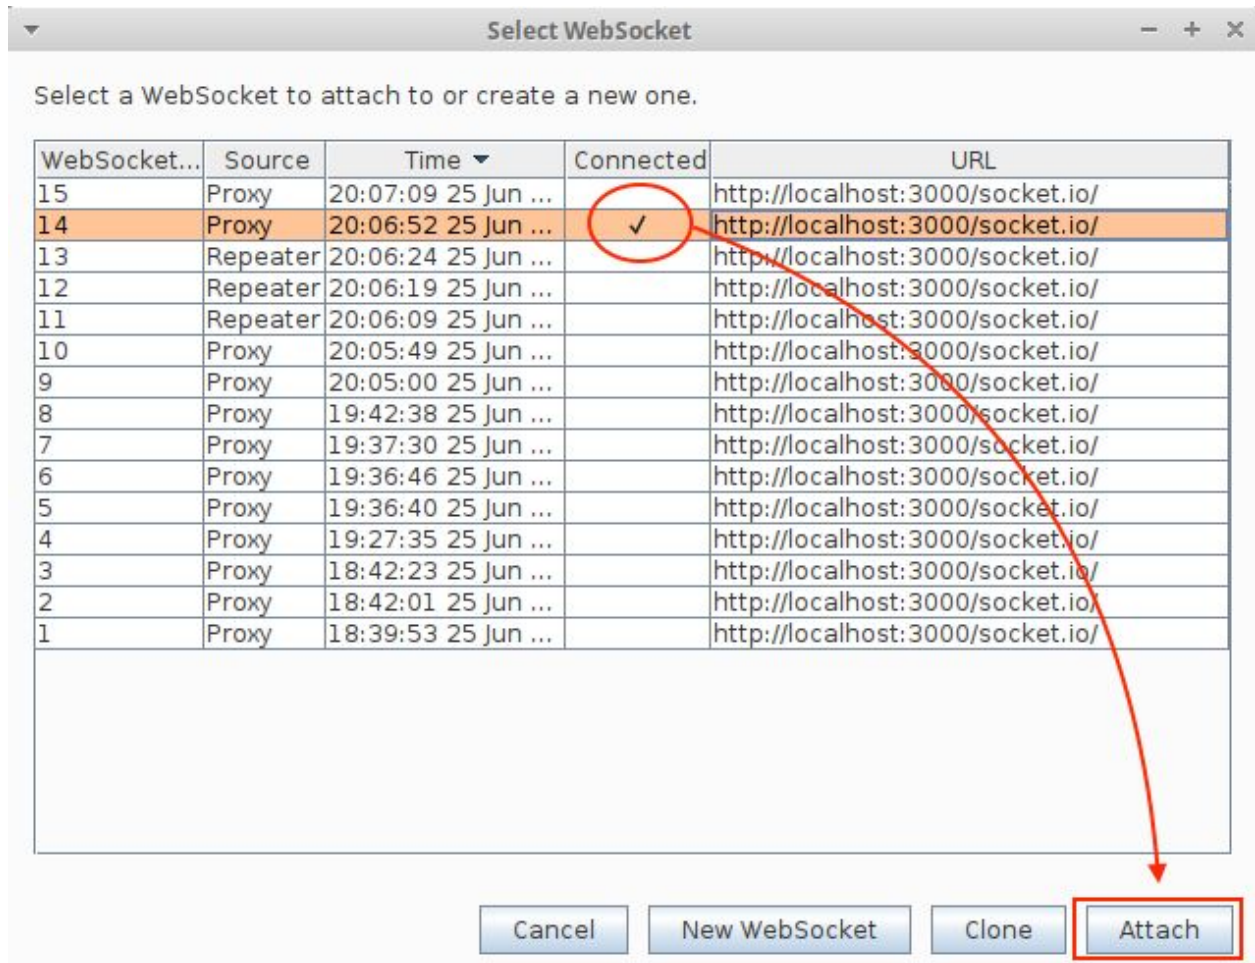 Select WebSocket
Select a WebSocket to attach to or create a new one.
WebSocket... Source Time Connected URL
15 Proxy 20:07:09 25 Jun ... http://localhost:3000/socket.io/
14 Proxy 20:06:52 25 Jun ... ✓ http://localhost:3000/socket.io/
13 Repeater 20:06:24 25 Jun ... http://localhost:3000/socket.io/
12 Repeater 20:06:19 25 Jun ... http://localhost:3000/socket.io/
11 Repeater 20:06:09 25 Jun ... http://localhost:3000/socket.io/
10 Proxy 20:05:49 25 Jun ... http://localhost:3000/socket.io/
9 Proxy 20:05:00 25 Jun ... http://localhost:3000/socket.io/
8 Proxy 19:42:38 25 Jun ... http://localhost:3000/socket.io/
7 Proxy 19:37:30 25 Jun ... http://localhost:3000/socket.io/
6 Proxy 19:36:46 25 Jun ... http://localhost:3000/socket.io/
5 Proxy 19:36:40 25 Jun ... http://localhost:3000/socket.io/
4 Proxy 19:27:35 25 Jun ... http://localhost:3000/socket.io/
3 Proxy 18:42:23 25 Jun ... http://localhost:3000/socket.io/
2 Proxy 18:42:01 25 Jun ... http://localhost:3000/socket.io/
1 Proxy 18:39:53 25 Jun ... http://localhost:3000/socket.io/
Cancel New WebSocket Clone Attach